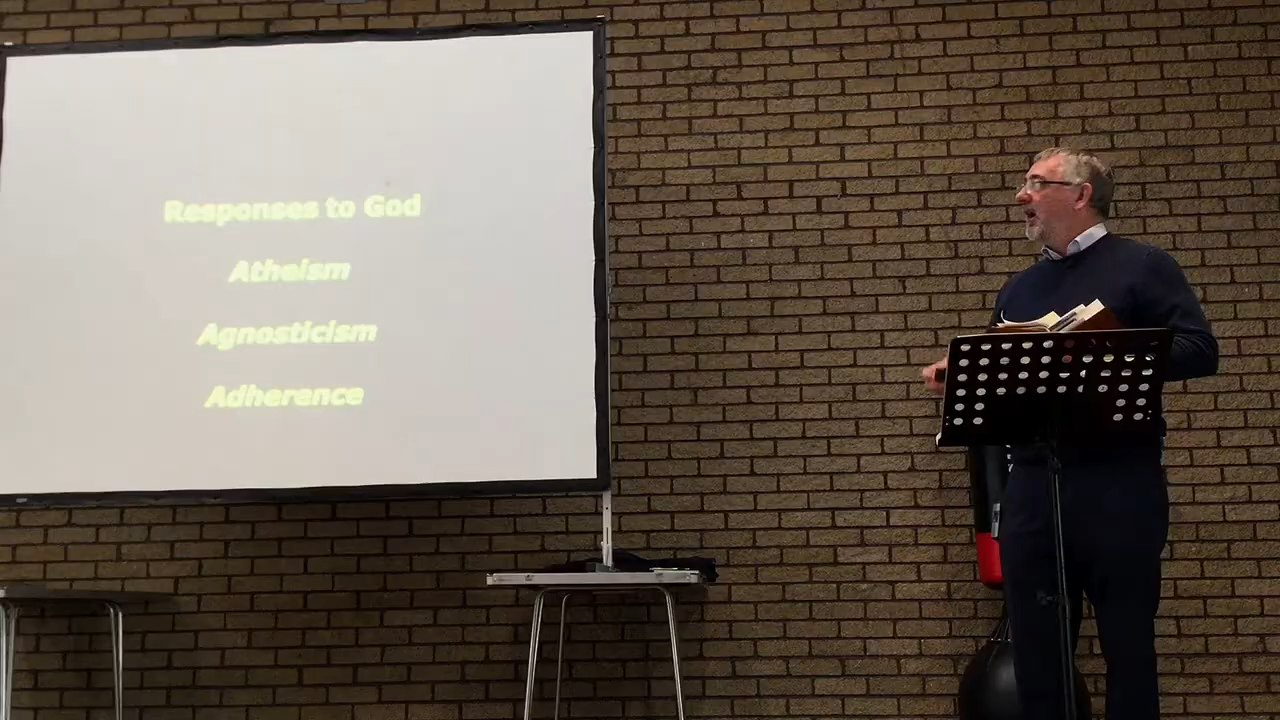 Responses to God
Atheism
Agnosticism
Adherence